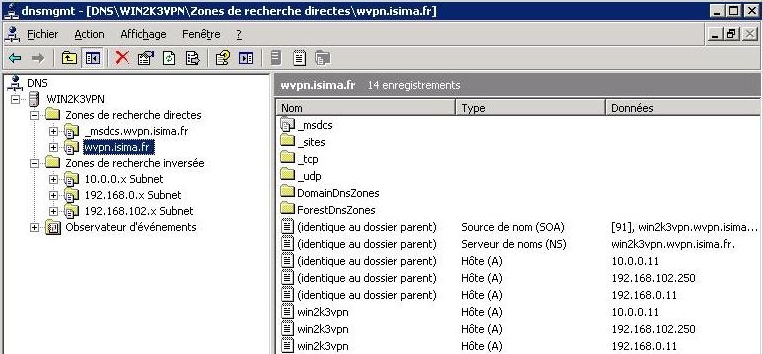 dnsmgmt - [DNS\WIN2K3VPN\Zones de recherche directes\wvpn.isima.fr]
Fichier Action Affichage Fenêtre ?
DNS
WIN2K3VPN
Zones de recherche directes
_msdcs.wvpn.isima.fr
wvpn.isima.fr
Zones de recherche inversée
10.0.0.x Subnet
192.168.0.x Subnet
192.168.102.x Subnet
Observateur d'événements
wvpn.isima.fr 14 enregistrements
Nom Type Données
_msdcs
_sites
_tcp
_udp
DomainDnsZones
ForestDnsZones
(identique au dossier parent) Source de nom (SOA) [91], win2k3vpn.wvpn.isima...
(identique au dossier parent) Serveur de noms (NS) win2k3vpn.wvpn.isima.fr.
(identique au dossier parent) Hôte (A) 10.0.0.11
(identique au dossier parent) Hôte (A) 192.168.102.250
(identique au dossier parent) Hôte (A) 192.168.0.11
win2k3vpn Hôte (A) 10.0.0.11
win2k3vpn Hôte (A) 192.168.102.250
win2k3vpn Hôte (A) 192.168.0.11